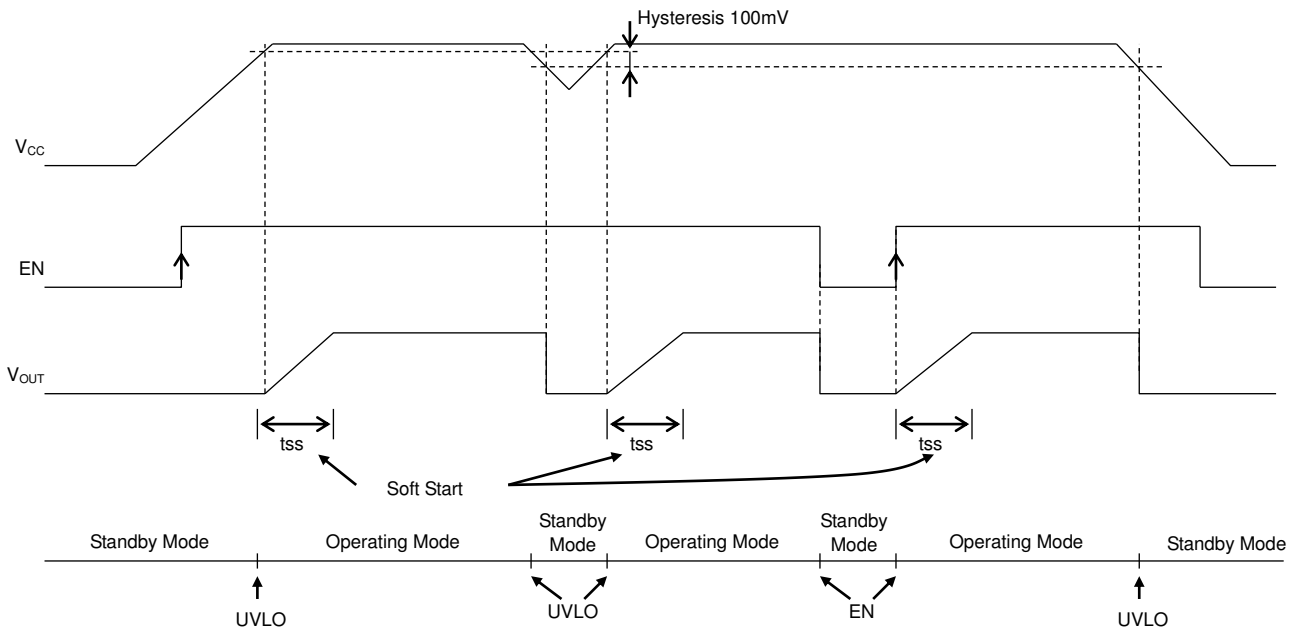 Hysteresis 100mV
VCC
EN
VOUT
tss
tss
tss
Soft Start
Standby Mode
Operating Mode
Standby
Mode
Operating Mode
Standby
Mode
Operating Mode
Standby Mode
UVLO
UVLO
EN
UVLO